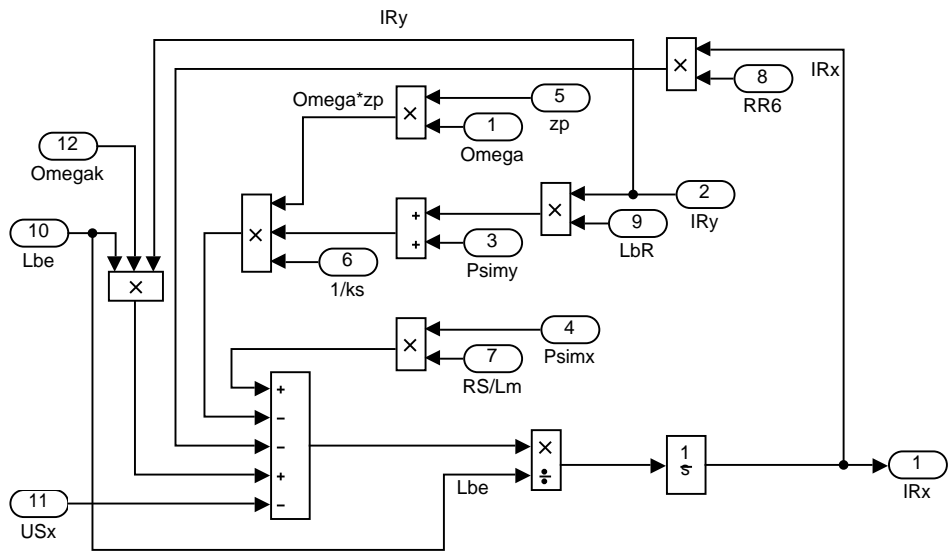 IRy
×
IRx
8
RR6
Omega*zp
×
5
zp
1
Omega
12
Omegak
2
IRy
×
9
LbR
+
+
3
Psimy
×
6
1/ks
10
Lbe
×
4
Psimx
×
7
RS/Lm
+
−
−
+
−
×
÷
Lbe
1
s
1
IRx
11
USx